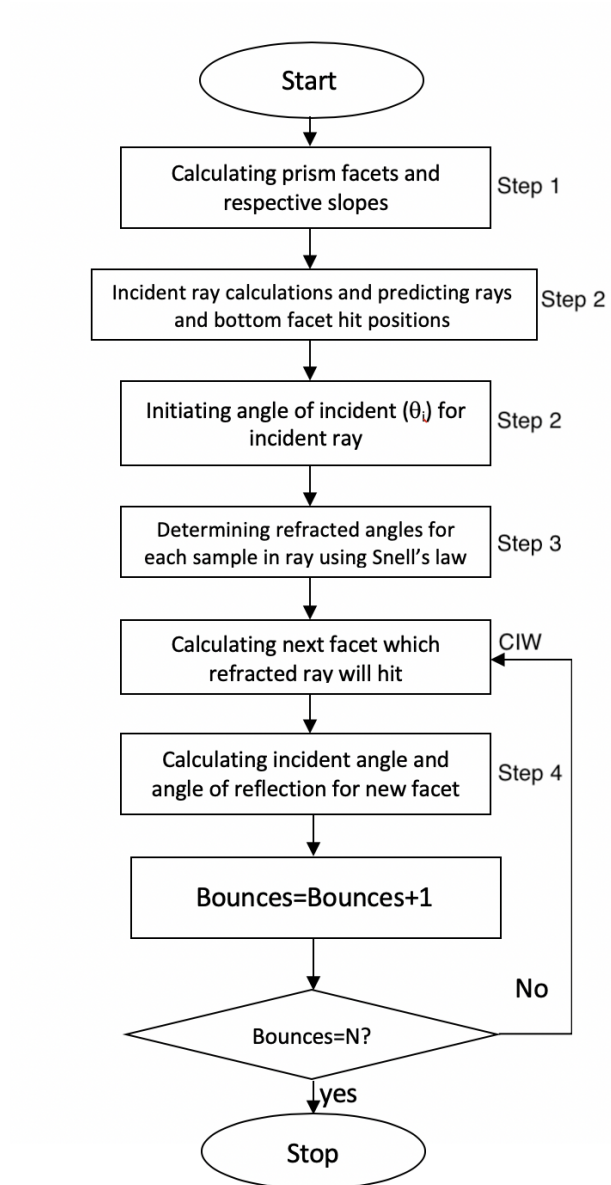 Start
Calculating prism facets and
respective slopes
Step 1
Incident ray calculations and predicting rays
and bottom facet hit positions
Step 2
Initiating angle of incident (θᵢ) for
incident ray
Step 2
Determining refracted angles for
each sample in ray using Snell’s law
Step 3
Calculating next facet which
refracted ray will hit
CIW
Calculating incident angle and
angle of reflection for new facet
Step 4
Bounces=Bounces+1
No
Bounces=N?
yes
Stop